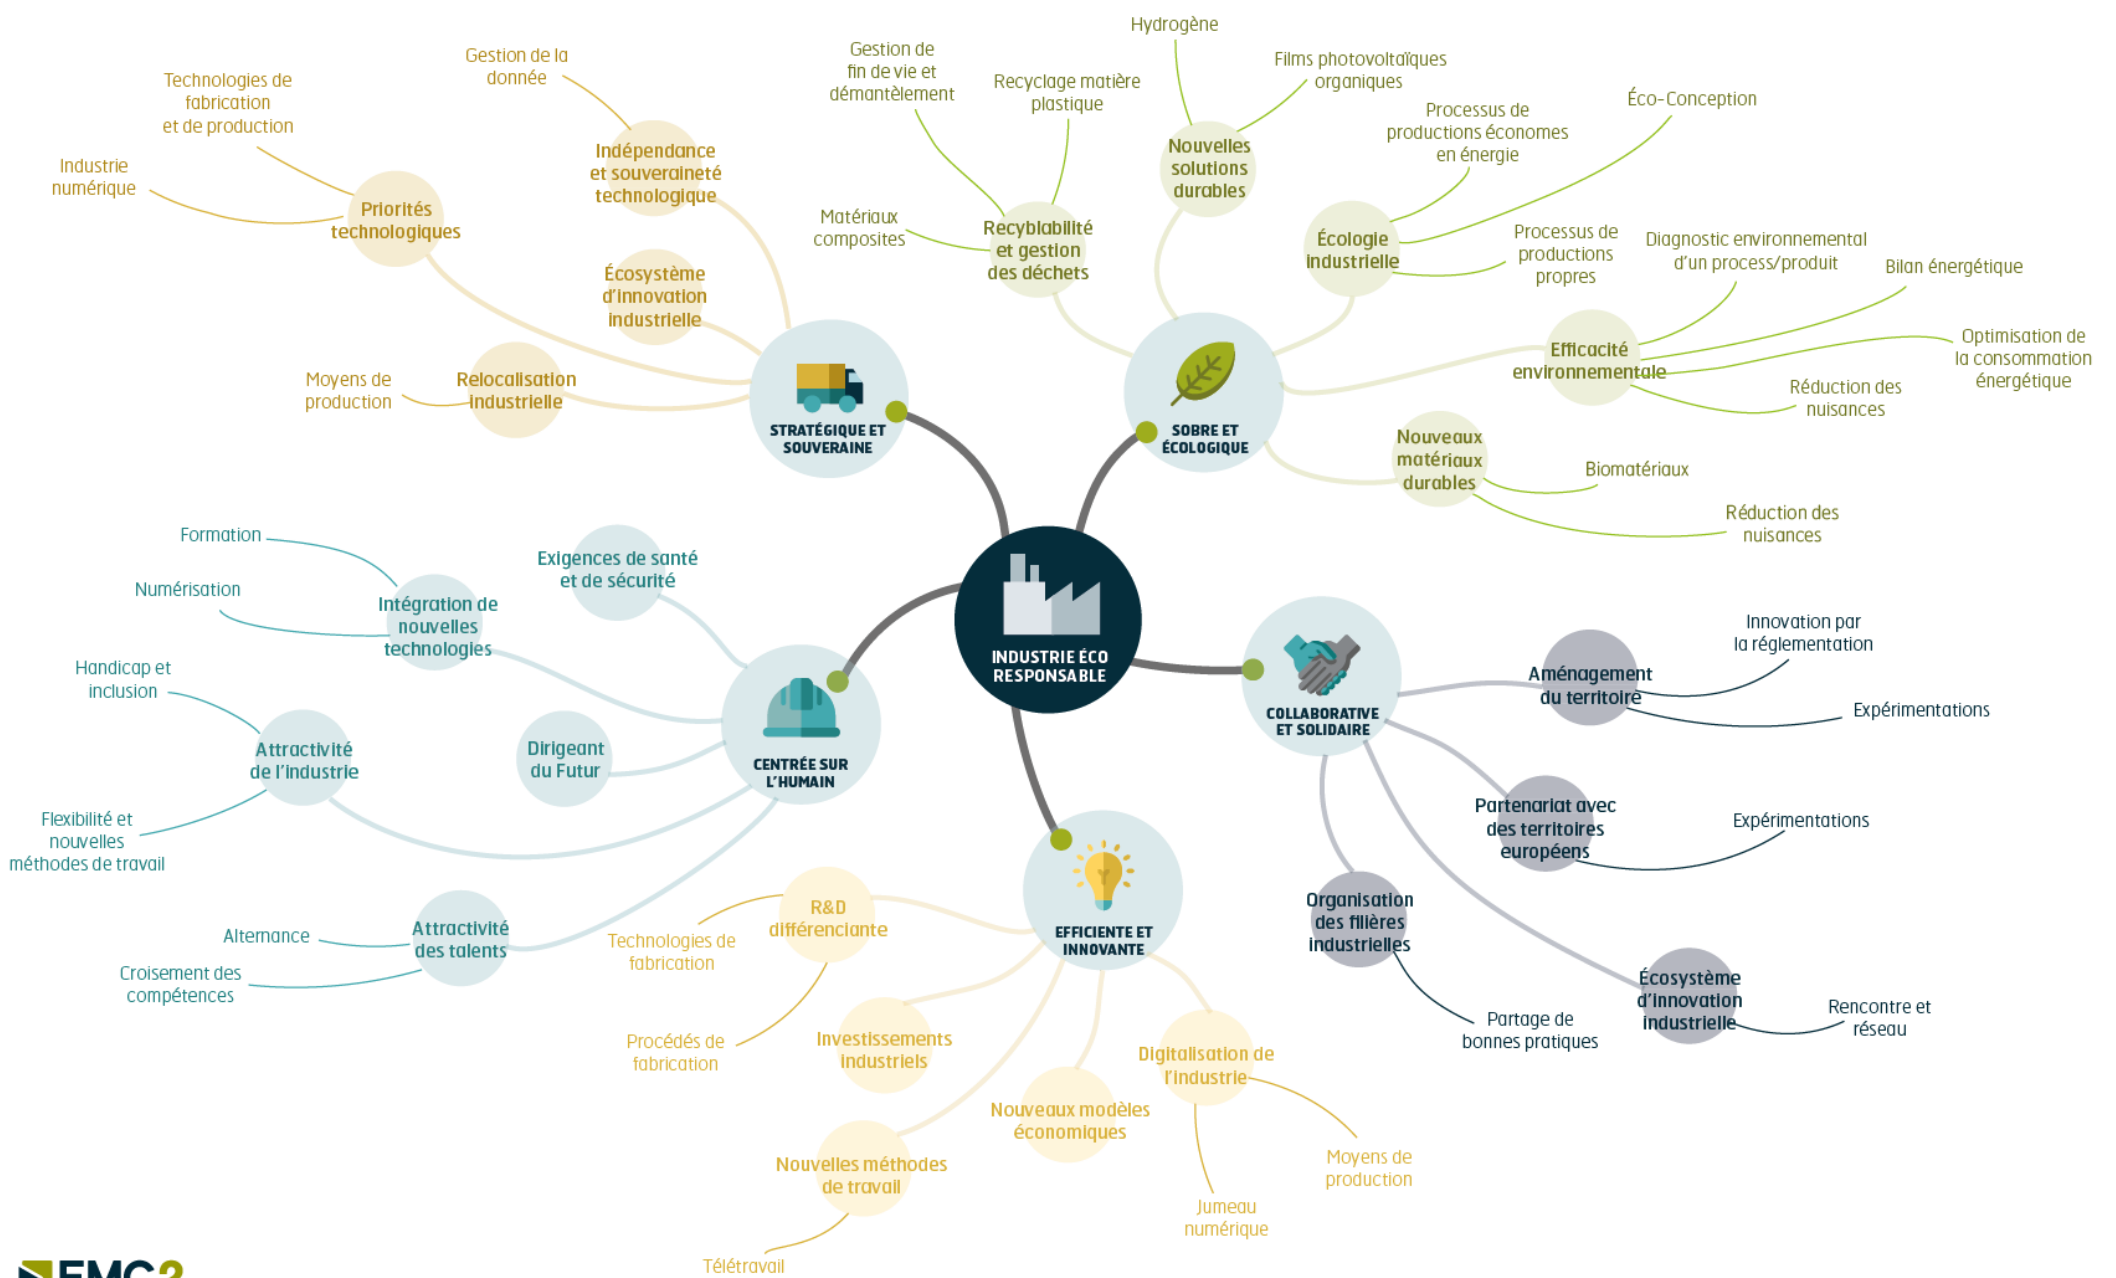 Hydrogène
Gestion de la
donnée
Gestion de
fin de vie et
démantèlement
Recyclage matière
plastique
Films photovoltaïques
organiques
Technologies de
fabrication
et de production
Processus de
productions économes
en énergie
Éco-Conception
Industrie
numérique
Priorités
technologiques
Indépendance
et souveraineté
technologique
Nouvelles
solutions
durables
Matériaux
composites
Recyblabilité
et gestion
des déchets
Écologie
industrielle
Processus de
productions
propres
Diagnostic environnemental
d'un process/produit
Bilan énergétique
Écosystème
d'innovation
industrielle
Efficacité
environnementale
Optimisation de
la consommation
énergétique
Réduction des
nuisances
Moyens de
production
Relocalisation
industrielle
STRATÉGIQUE ET
SOUVERAINE
SOBRE ET
ÉCOLOGIQUE
Nouveaux
matériaux
durables
Biomatériaux
Réduction des
nuisances
Formation
Numérisation
Intégration de
nouvelles
technologies
Exigences de santé
et de sécurité
INDUSTRIE ÉCO
RESPONSABLE
Handicap et
inclusion
Attractivité
de l'industrie
Dirigeant
du Futur
CENTRÉE SUR
L'HUMAIN
COLLABORATIVE
ET SOLIDAIRE
Aménagement
du territoire
Innovation par
la réglementation
Expérimentations
Flexibilité et
nouvelles
méthodes de travail
Partenariat avec
des territoires
européens
Expérimentations
Alternance
Croisement des
compétences
Attractivité
des talents
R&D
différenciante
Technologies de
fabrication
Procédés de
fabrication
EFFICIENTE ET
INNOVANTE
Organisation
des filières
industrielles
Partage de
bonnes pratiques
Écosystème
d'innovation
industrielle
Rencontre et
réseau
Investissements
industriels
Nouveaux modèles
économiques
Digitalisation de
l'industrie
Moyens de
production
Jumeau
numérique
Nouvelles méthodes
de travail
Télétravail
EMC2